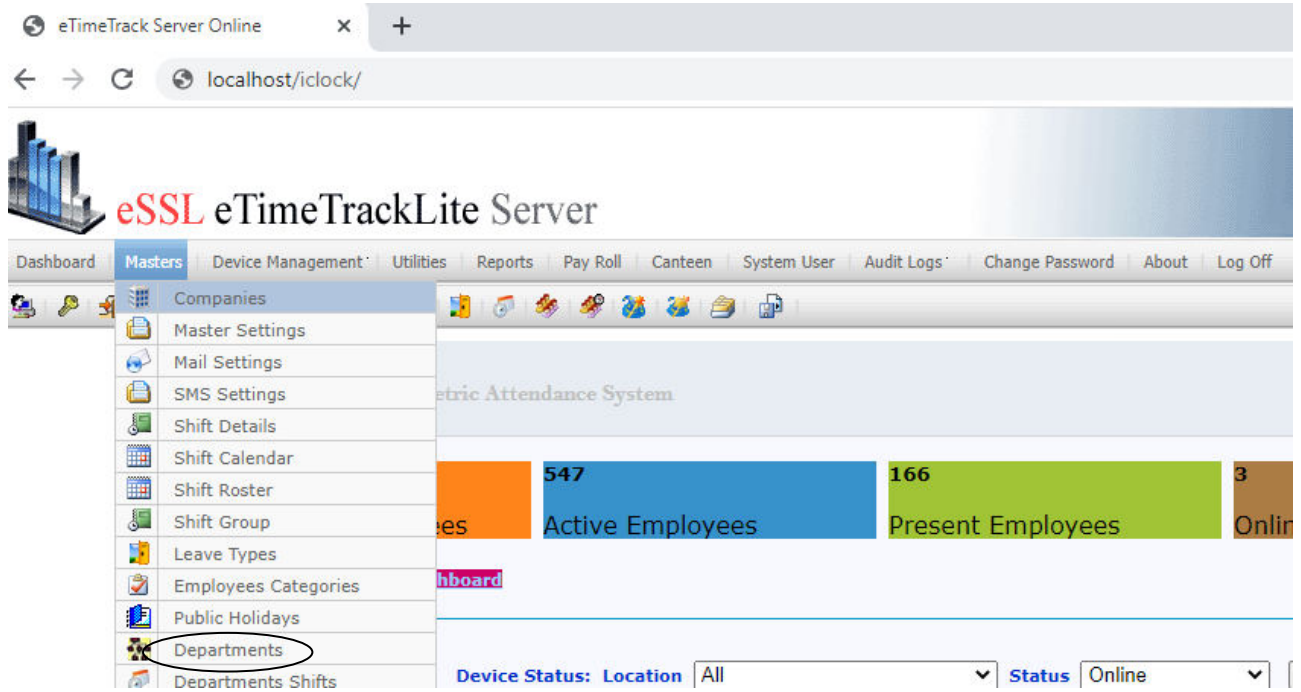 eTimeTrack Server Online
localhost/iclock/
eSSL eTimeTrackLite Server
Dashboard Masters Device Management Utilities Reports Pay Roll Canteen System User Audit Logs Change Password About Log Off
Companies
Master Settings
Mail Settings
SMS Settings
etric Attendance System
Shift Details
Shift Calendar
Shift Roster
Shift Group
Leave Types
Employees Categories
Public Holidays
Departments
Departments Shifts
547
166
3
ees
Active Employees
Present Employees
Onlin
hboard
Device Status: Location All Status Online